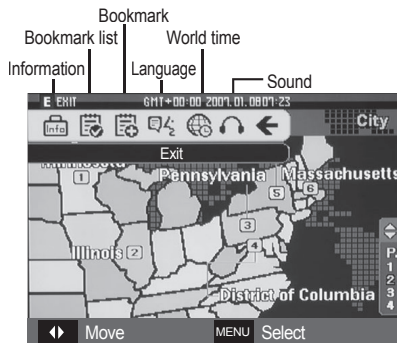 Bookmark
Bookmark list World time
Information Language Sound
E EXIT GMT+00:00 2007.01.08 07:23
Info City
Exit
Minnesota Pennsylvania Massachusetts
1 5 6
3
Illinois 2 4
1
2
District of Columbia 3
4
Move MENU Select